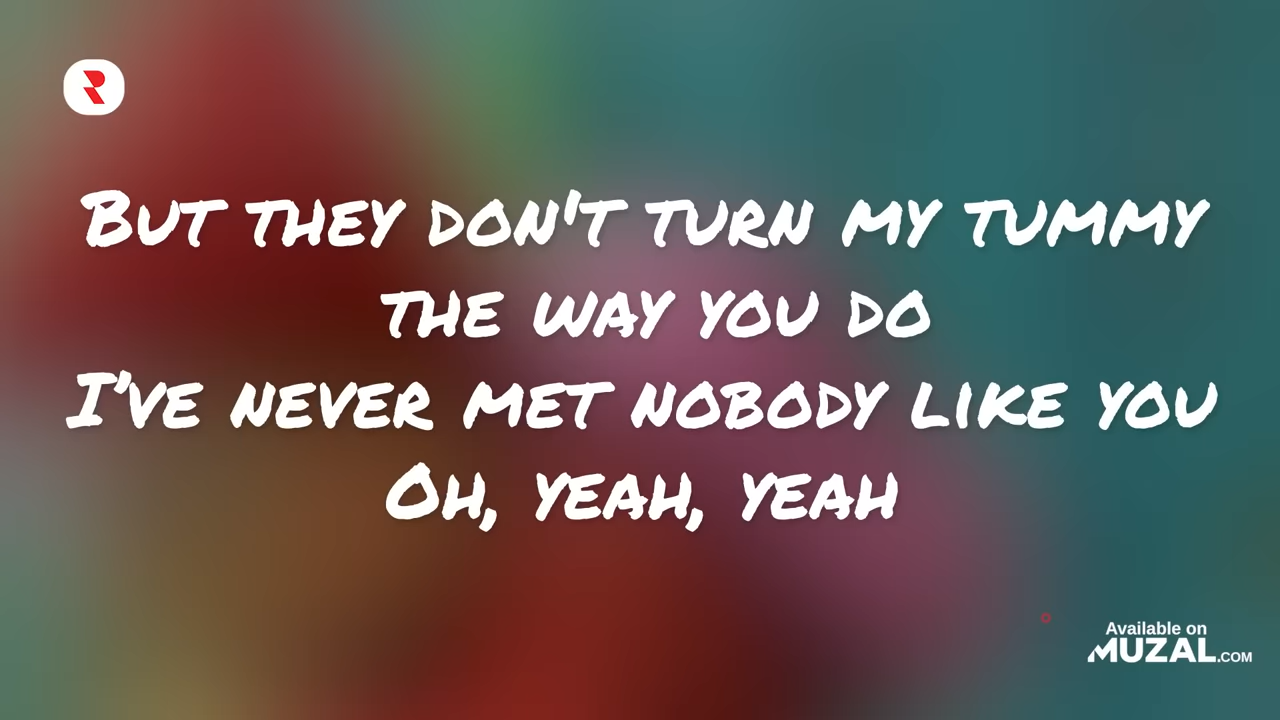 But they don't turn my tummy
the way you do
I've never met nobody like you
Oh, yeah, yeah
Available on
MUZAL.COM